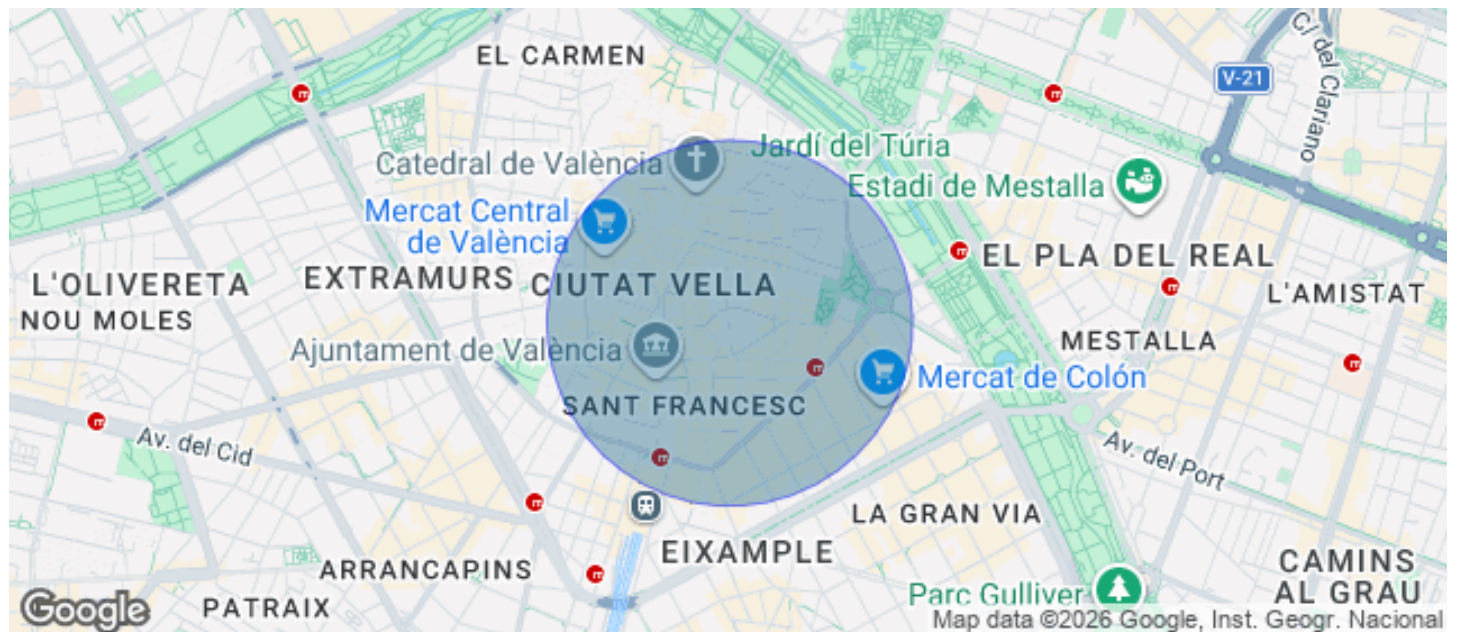 EL CARMEN
V-21
C/ del Clariano
Jardí del Túria
Catedral de València
Estadi de Mestalla
Mercat Central
de València
EL PLA DEL REAL
L'OLIVERETA
EXTRAMURS
CIUTAT VELLA
L'AMISTAT
NOU MOLES
MESTALLA
Ajuntament de València
Mercat de Colón
SANT FRANCESC
Av. del Cid
Av. del Port
LA GRAN VIA
EIXAMPLE
ARRANCAPINS
CAMINS
AL GRAU
Parc Gulliver
PATRAIX
Google
Map data ©2026 Google, Inst. Geogr. Nacional